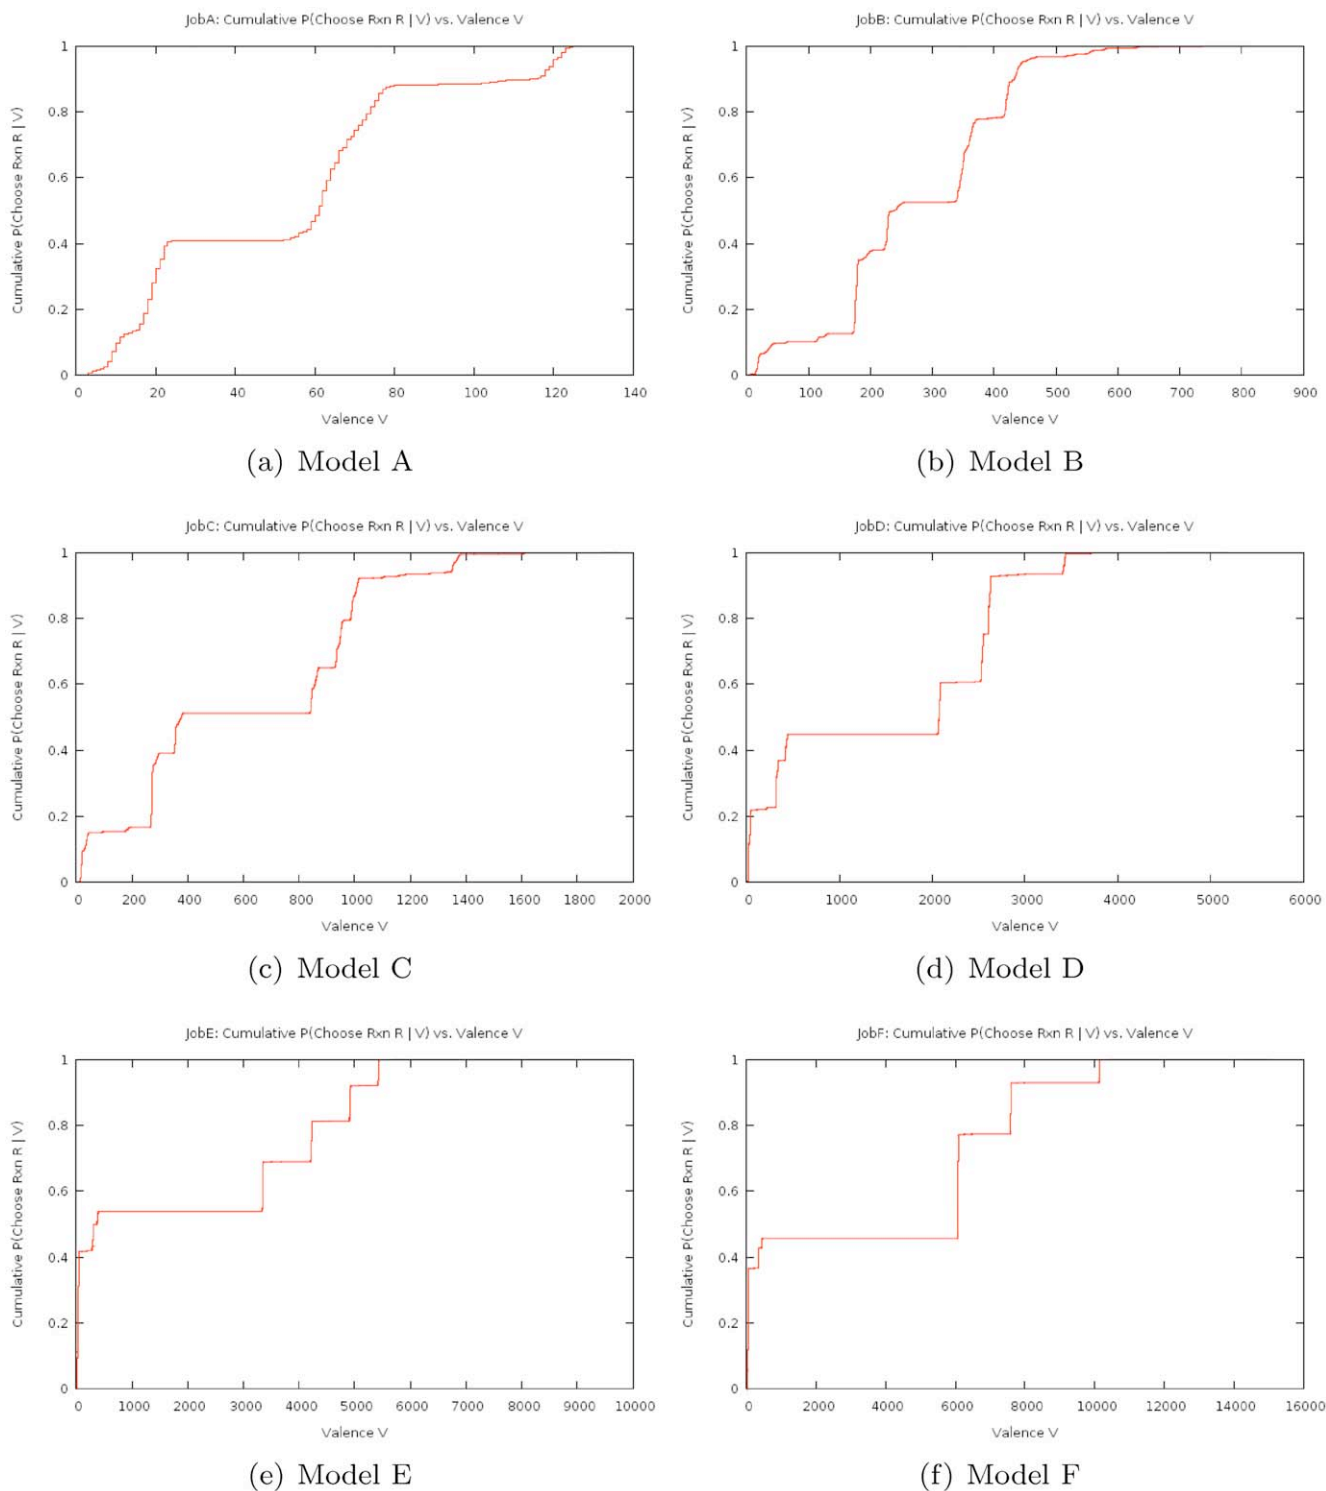 JobA: Cumulative P(Choose Rxn R | V) vs. Valence V
Cumulative P(Choose Rxn R | V)
1
0.8
0.6
0.4
0.2
0
0 20 40 60 80 100 120 140
Valence V
(a) Model A
JobB: Cumulative P(Choose Rxn R | V) vs. Valence V
Cumulative P(Choose Rxn R | V)
1
0.8
0.6
0.4
0.2
0
0 100 200 300 400 500 600 700 800 900
Valence V
(b) Model B
JobC: Cumulative P(Choose Rxn R | V) vs. Valence V
Cumulative P(Choose Rxn R | V)
1
0.8
0.6
0.4
0.2
0
0 200 400 600 800 1000 1200 1400 1600 1800 2000
Valence V
(c) Model C
JobD: Cumulative P(Choose Rxn R | V) vs. Valence V
Cumulative P(Choose Rxn R | V)
1
0.8
0.6
0.4
0.2
0
0 1000 2000 3000 4000 5000 6000
Valence V
(d) Model D
JobE: Cumulative P(Choose Rxn R | V) vs. Valence V
Cumulative P(Choose Rxn R | V)
1
0.8
0.6
0.4
0.2
0
0 1000 2000 3000 4000 5000 6000 7000 8000 9000 10000
Valence V
(e) Model E
JobF: Cumulative P(Choose Rxn R | V) vs. Valence V
Cumulative P(Choose Rxn R | V)
1
0.8
0.6
0.4
0.2
0
0 2000 4000 6000 8000 10000 12000 14000 16000
Valence V
(f) Model F